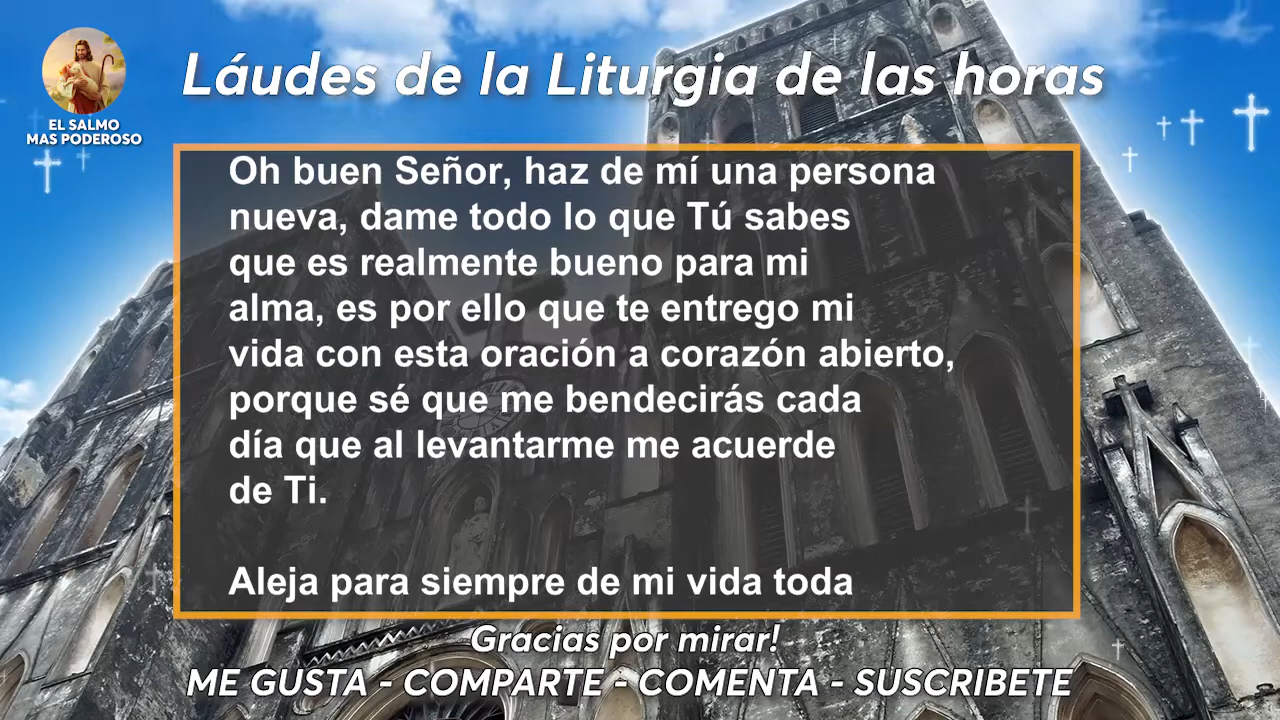 EL SALMO
MAS PODEROSO
Láudes de la Liturgia de las horas
Oh buen Señor, haz de mí una persona
nueva, dame todo lo que Tú sabes
que es realmente bueno para mi
alma, es por ello que te entrego mi
vida con esta oración a corazón abierto,
porque sé que me bendecirás cada
día que al levantarme me acuerde
de Ti.
Aleja para siempre de mi vida toda
Gracias por mirar!
ME GUSTA - COMPARTE - COMENTA - SUSCRIBETE